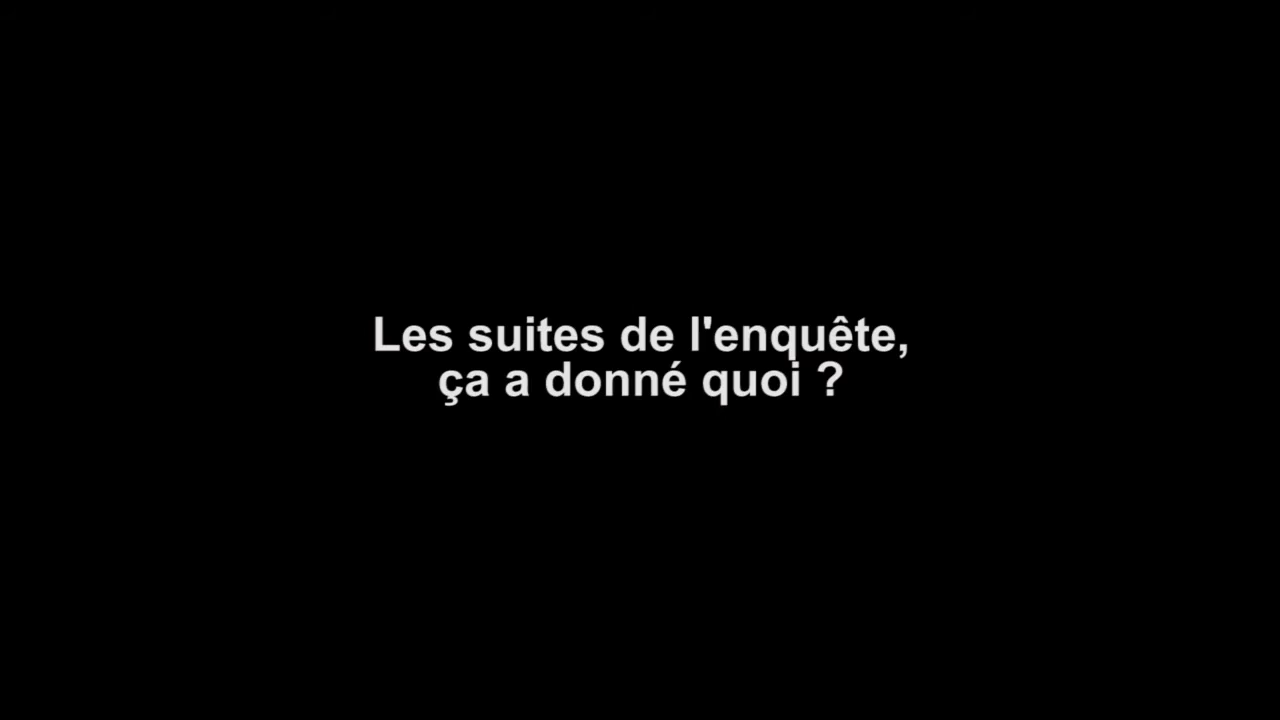 Les suites de l'enquête,
ça a donné quoi ?